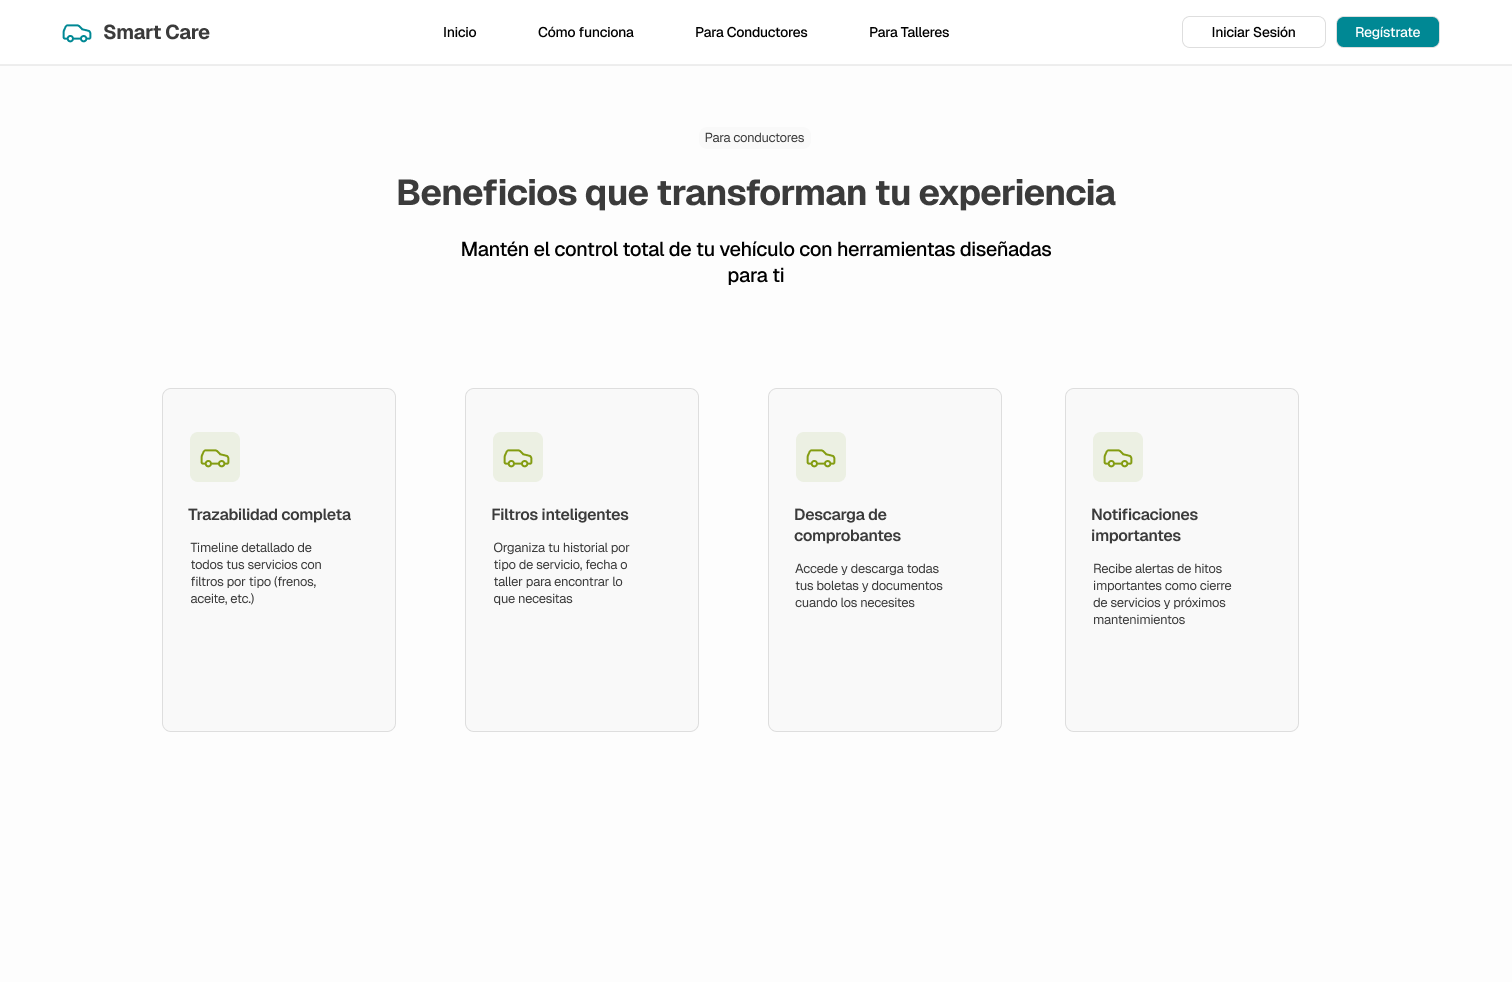 Smart Care
Inicio
Cómo funciona
Para Conductores
Para Talleres
Iniciar Sesión
Regístrate
Para conductores
Beneficios que transforman tu experiencia
Mantén el control total de tu vehículo con herramientas diseñadas
para ti
Trazabilidad completa
Timeline detallado de
todos tus servicios con
filtros por tipo (frenos,
aceite, etc.)
Filtros inteligentes
Organiza tu historial por
tipo de servicio, fecha o
taller para encontrar lo
que necesitas
Descarga de
comprobantes
Accede y descarga todas
tus boletas y documentos
cuando los necesites
Notificaciones
importantes
Recibe alertas de hitos
importantes como cierre
de servicios y próximos
mantenimientos